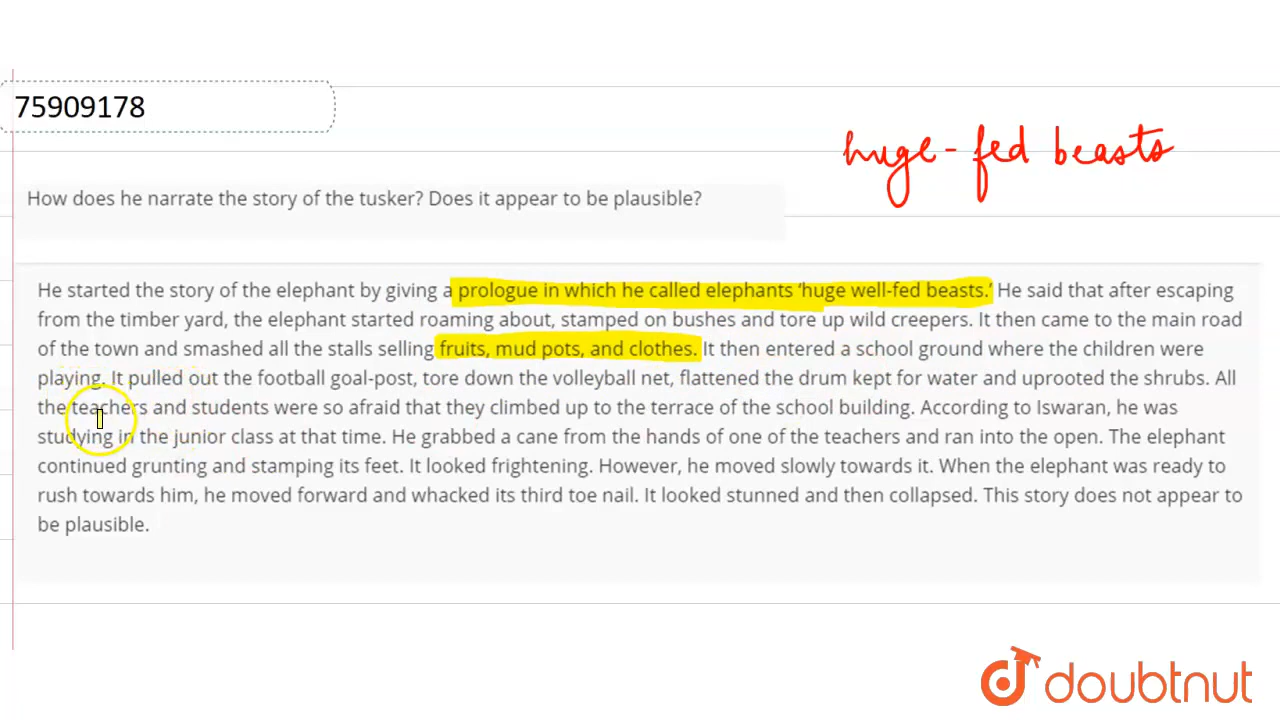 75909178
huge-fed beasts
How does he narrate the story of the tusker? Does it appear to be plausible?
He started the story of the elephant by giving a prologue in which he called elephants ‘huge well-fed beasts.’ He said that after escaping
from the timber yard, the elephant started roaming about, stamped on bushes and tore up wild creepers. It then came to the main road
of the town and smashed all the stalls selling fruits, mud pots, and clothes. It then entered a school ground where the children were
playing. It pulled out the football goal-post, tore down the volleyball net, flattened the drum kept for water and uprooted the shrubs. All
the teachers and students were so afraid that they climbed up to the terrace of the school building. According to Iswaran, he was
studying in the junior class at that time. He grabbed a cane from the hands of one of the teachers and ran into the open. The elephant
continued grunting and stamping its feet. It looked frightening. However, he moved slowly towards it. When the elephant was ready to
rush towards him, he moved forward and whacked its third toe nail. It looked stunned and then collapsed. This story does not appear to
be plausible.
doubtnut